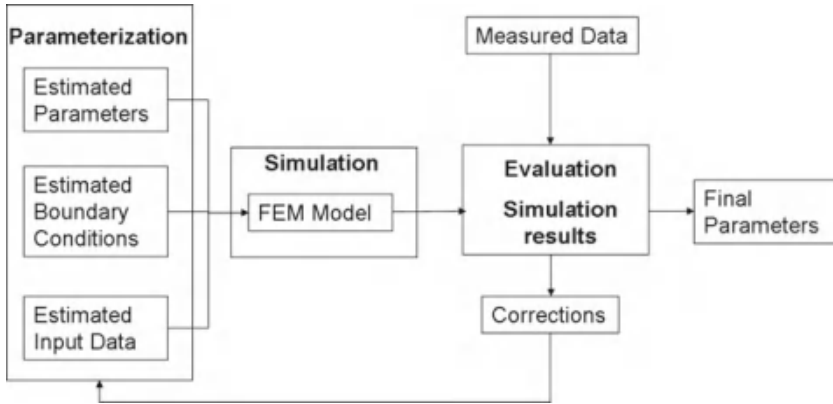 Parameterization
Estimated
Parameters
Estimated
Boundary
Conditions
Estimated
Input Data
Simulation
FEM Model
Measured Data
Evaluation
Simulation
results
Corrections
Final
Parameters